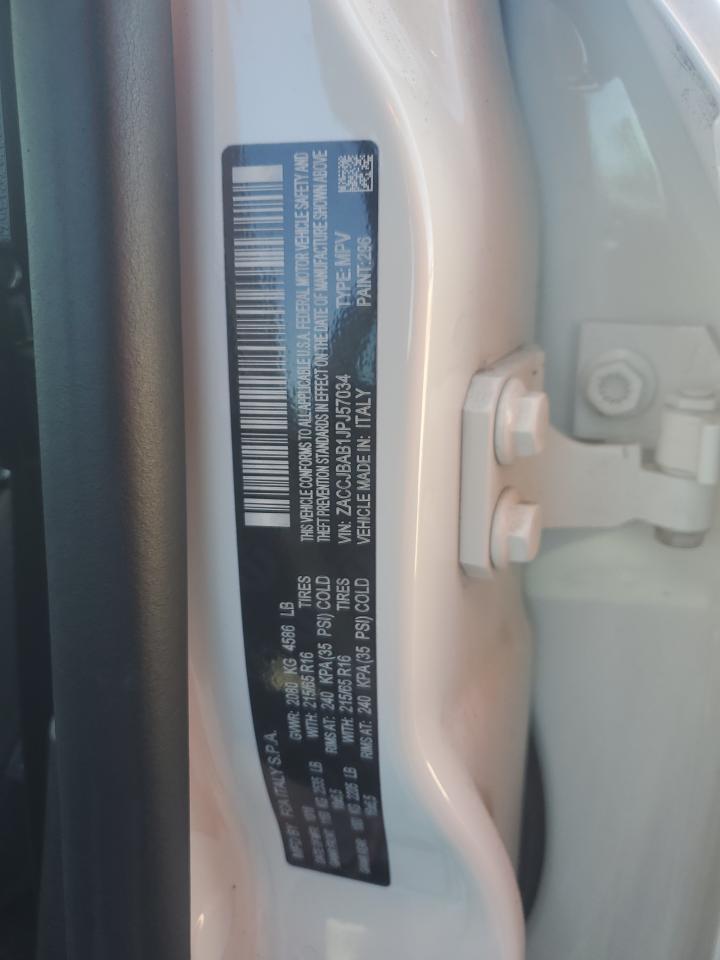 MFD BY FCA ITALY S.P.A.
GVWR: 2080 KG 4586 LB
WITH: 215/65 R16 TIRES
RIMS AT: 240 KPA(35 PSI) COLD
WITH: 215/65 R16 TIRES
RIMS AT: 240 KPA(35 PSI) COLD
THIS VEHICLE CONFORMS TO ALL APPLICABLE U.S.A. FEDERAL MOTOR VEHICLE SAFETY AND
THEFT PREVENTION STANDARDS IN EFFECT ON THE DATE OF MANUFACTURE SHOWN ABOVE
VIN: ZACCJBAB1JPJ57034 TYPE: MPV
VEHICLE MADE IN: ITALY PAINT: 296